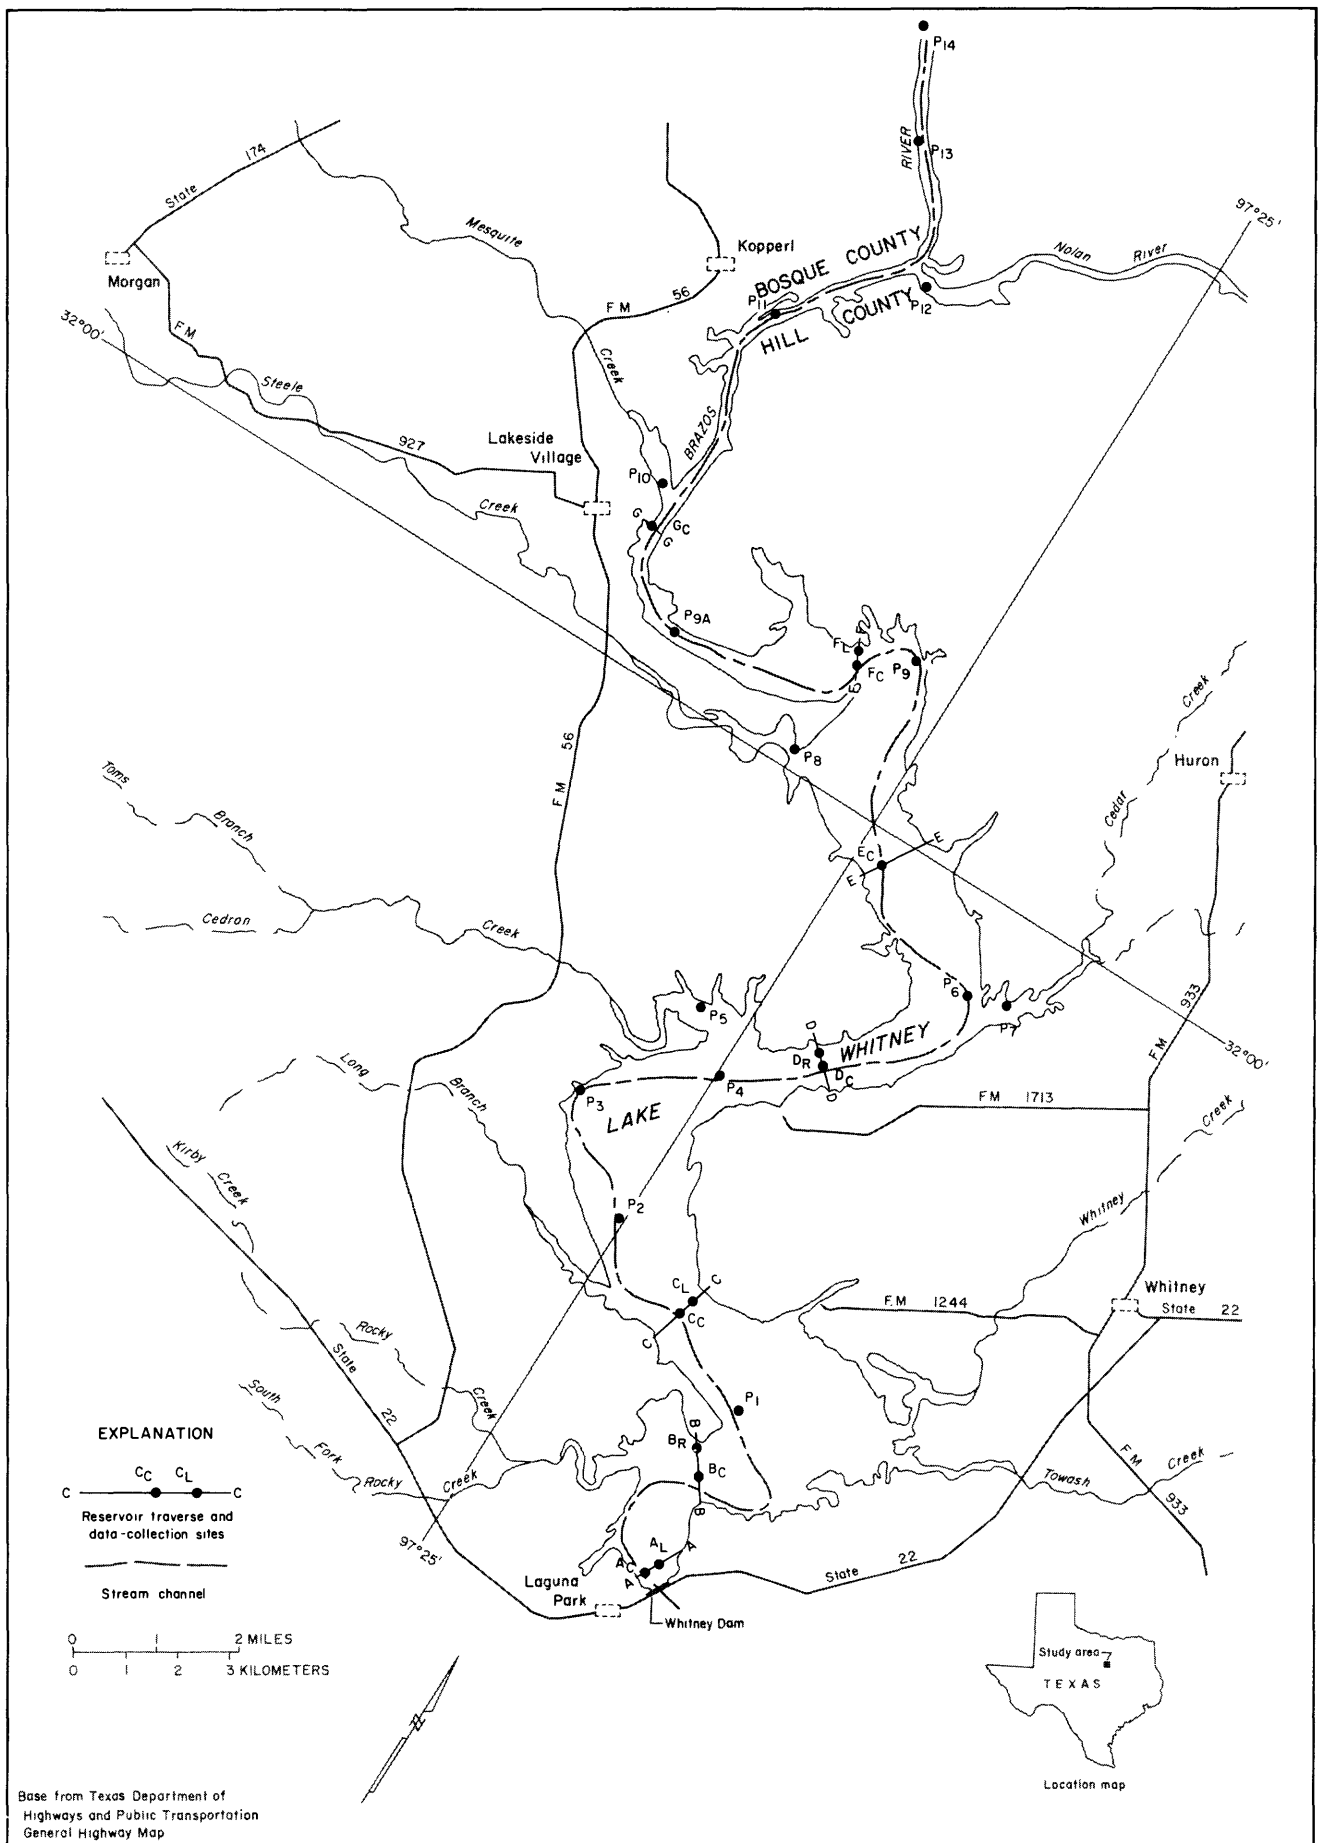 P14
RIVER
P13
State 174
97°25'
Mesquite
Kopperl
BOSQUE COUNTY
Nolan River
Morgan
FM 56
P11
P12
HILL COUNTY
32°00'
FM
Creek
Steele
927
BRAZOS
Lakeside
Village
P10
Creek
G
GC
G
P9A
FL
F
FC
P9
F
Creek
P8
FM 56
Huron
Toms
Branch
Cedar
EC
E
E
Cedron
Creek
933
P6
P5
P7
FM
D
WHITNEY
DR
DC
D
32°00'
Long
Branch
P4
P3
LAKE
FM 1713
Creek
Kirby
Creek
P2
Whitney
CL
C
CC
C
Whitney
State 22
FM 1244
Rocky
State
22
South
Fork
Rocky
Creek
Creek
P1
B
BR
BC
B
FM
933
Creek
Towash
EXPLANATION
CC CL
C C
Reservoir traverse and
data-collection sites
Stream channel
97°25'
AL
A
AC
A
State 22
Laguna
Park
Whitney Dam
0 1 2 MILES
0 1 2 3 KILOMETERS
N
Study area
TEXAS
Location map
Base from Texas Department of
Highways and Public Transportation
General Highway Map